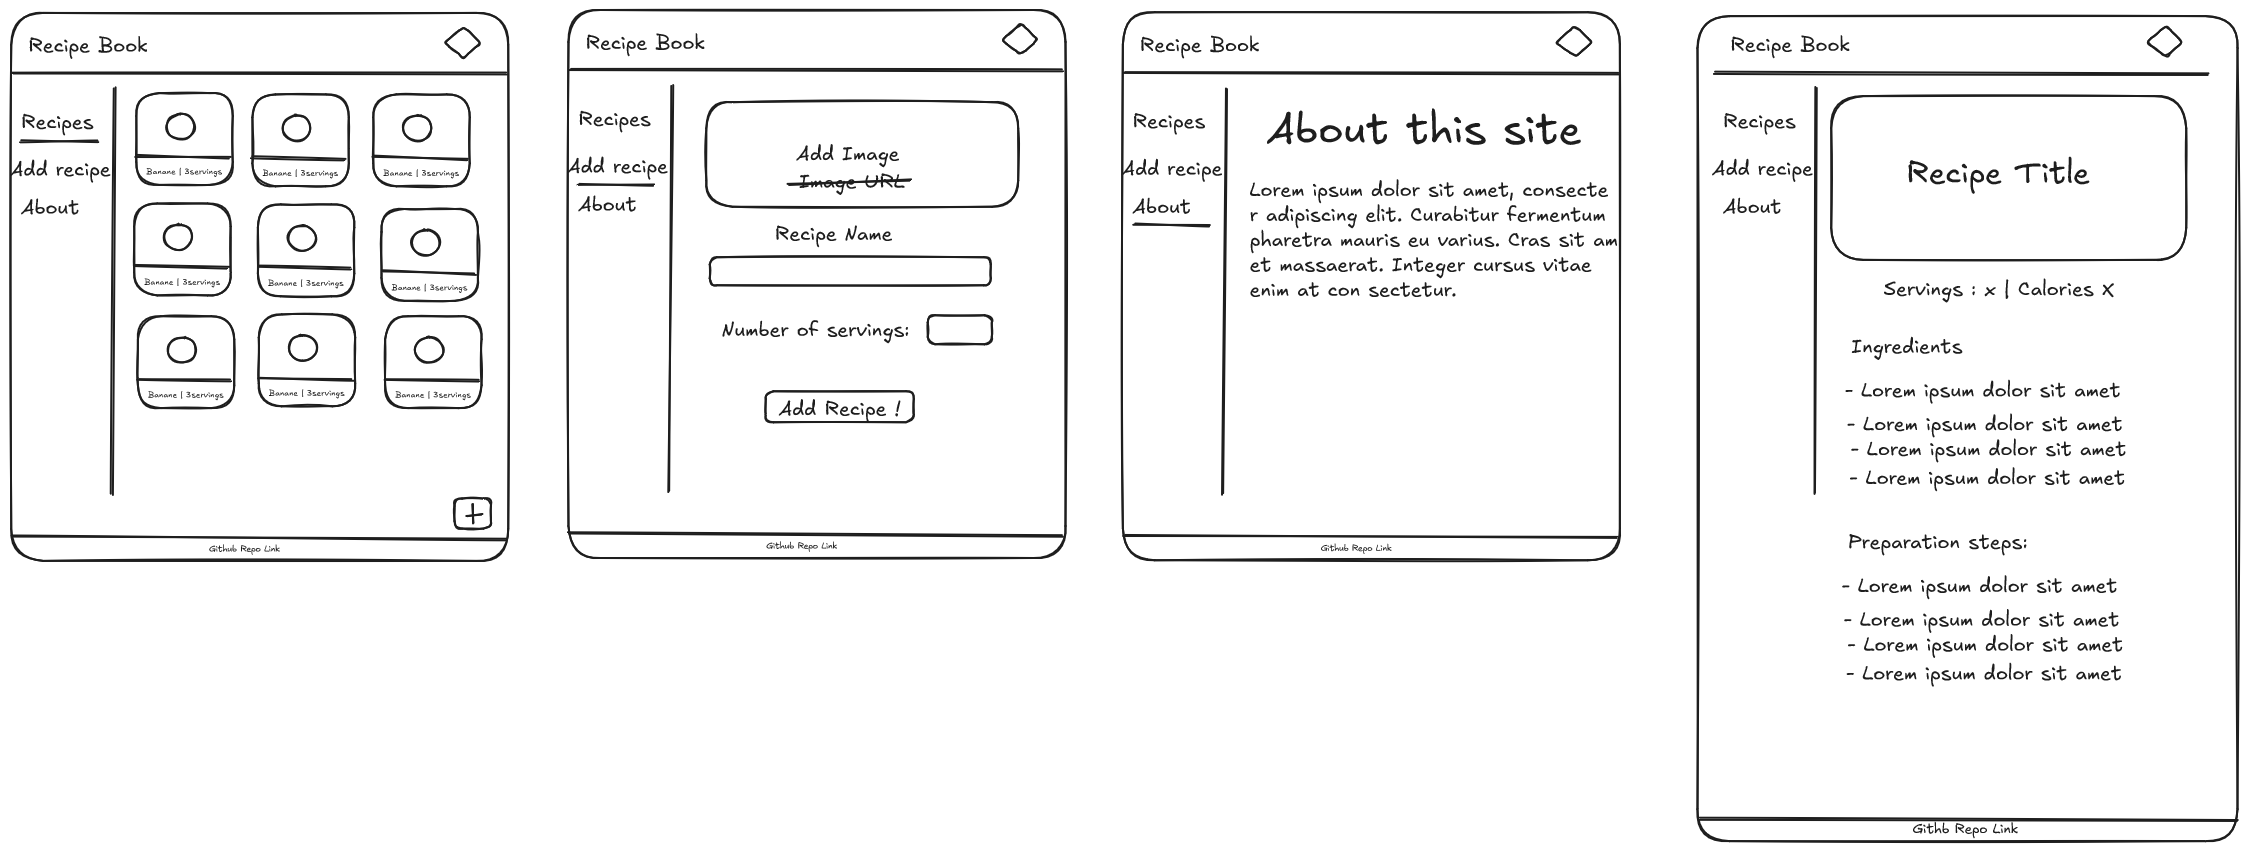 Recipe Book
Recipes
Add recipe
About
Banane | 3servings
Banane | 3servings
Banane | 3servings
Banane | 3servings
Banane | 3servings
Banane | 3servings
Banane | 3servings
Banane | 3servings
Banane | 3servings
+
Github Repo Link
Recipe Book
Recipes
Add recipe
About
Add Image
Image URL
Recipe Name
Number of servings:
Add Recipe !
Github Repo Link
Recipe Book
Recipes
Add recipe
About
About this site
Lorem ipsum dolor sit amet, consecte
r adipiscing elit. Curabitur fermentum
pharetra mauris eu varius. Cras sit am
et massaerat. Integer cursus vitae
enim at con sectetur.
Github Repo Link
Recipe Book
Recipes
Add recipe
About
Recipe Title
Servings : x | Calories X
Ingredients
- Lorem ipsum dolor sit amet
- Lorem ipsum dolor sit amet
- Lorem ipsum dolor sit amet
- Lorem ipsum dolor sit amet
Preparation steps:
- Lorem ipsum dolor sit amet
- Lorem ipsum dolor sit amet
- Lorem ipsum dolor sit amet
- Lorem ipsum dolor sit amet
Githb Repo Link